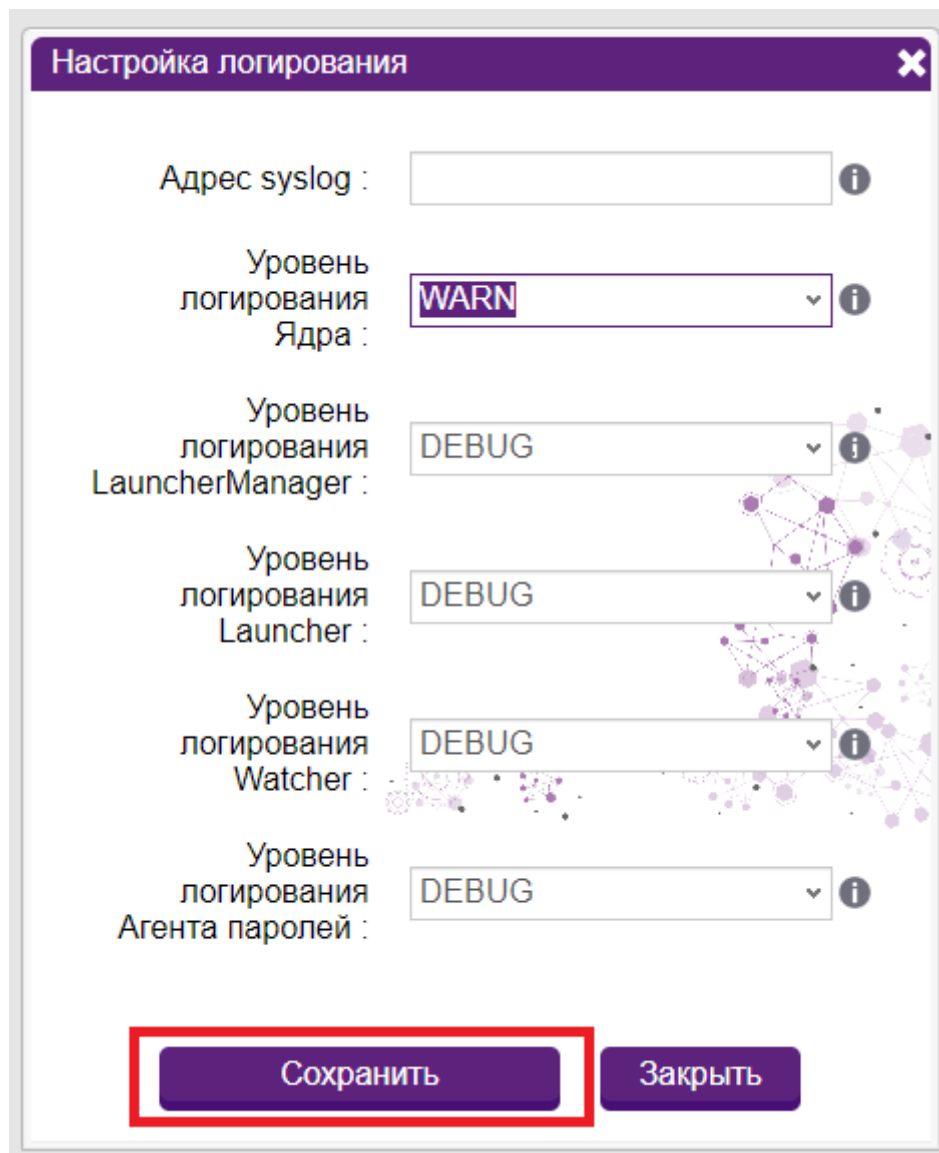 Настройка логирования
Адрес syslog :
Уровень
логирования
Ядра :
WARN
Уровень
логирования
LauncherManager :
DEBUG
Уровень
логирования
Launcher :
DEBUG
Уровень
логирования
Watcher :
DEBUG
Уровень
логирования
Агента паролей :
DEBUG
Сохранить
Закрыть